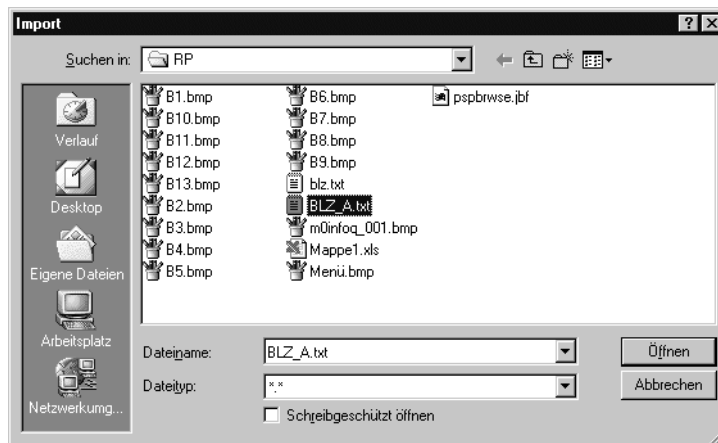 Import
Suchen in:
RP
Verlauf
Desktop
Eigene Dateien
Arbeitsplatz
Netzwerkumg...
B1.bmp
B10.bmp
B11.bmp
B12.bmp
B13.bmp
B2.bmp
B3.bmp
B4.bmp
B5.bmp
B6.bmp
B7.bmp
B8.bmp
B9.bmp
blz.txt
BLZ_A.txt
m0infoq_001.bmp
Mappe1.xls
Menü.bmp
pspbrwse.jbf
Dateiname:
BLZ_A.txt
Öffnen
Dateityp:
*.*
Abbrechen
Schreibgeschützt öffnen